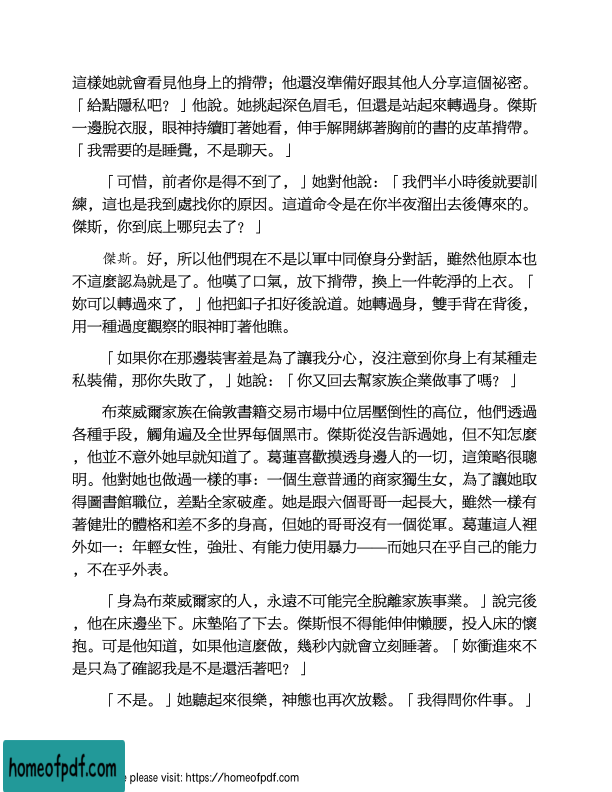 這樣她就會看見他身上的揹帶；他還沒準備好跟其他人分享這個祕密。
「給點隱私吧？」他說。她挑起深色眉毛，但還是站起來轉過身。傑斯
一邊脫衣服，眼神持續盯著她看，伸手解開綁著胸前的書的皮革揹帶。
「我需要的是睡覺，不是聊天。」
「可惜，前者你是得不到了，」她對他說：「我們半小時後就要訓
練，這也是我到處找你的原因。這道命令是在你半夜溜出去後傳來的。
傑斯，你到底上哪兒去了？」
傑斯。好，所以他們現在不是以軍中同僚身分對話，雖然他原本也
不這麼認為就是了。他嘆了口氣，放下揹帶，換上一件乾淨的上衣。「
妳可以轉過來了，」他把釦子扣好後說道。她轉過身，雙手背在背後，
用一種過度觀察的眼神盯著他瞧。
「如果你在那邊裝害羞是為了讓我分心，沒注意到你身上有某種走
私裝備，那你失敗了，」她說：「你又回去幫家族企業做事了嗎？」
布萊威爾家族在倫敦書籍交易市場中位居壓倒性的高位，他們透過
各種手段，觸角遍及全世界每個黑市。傑斯從沒告訴過她，但不知怎麼
，他並不意外她早就知道了。葛蓮喜歡摸透身邊人的一切，這策略很聰
明。他對她也做過一樣的事：一個生意普通的商家獨生女，為了讓她取
得圖書館職位，差點全家破產。她是跟六個哥哥一起長大，雖然一樣有
著健壯的體格和差不多的身高，但她的哥哥沒有一個從軍。葛蓮這人裡
外如一：年輕女性，強壯、有能力使用暴力——而她只在乎自己的能力
，不在乎外表。
「身為布萊威爾家的人，永遠不可能完全脫離家族事業。」說完後
，他在床邊坐下。床墊陷了下去。傑斯恨不得能伸伸懶腰，投入床的懷
抱。可是他知道，如果他這麼做，幾秒內就會立刻睡著。「妳衝進來不
是只為了確認我是不是還活著吧？」
「不是。」她聽起來很樂，神態也再次放鬆。「我得問你件事。」
homeofpdf.com
e please visit: https://homeofpdf.com